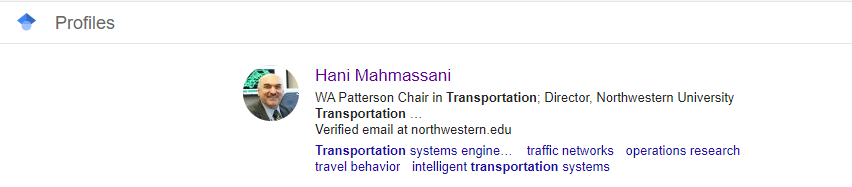 Profiles
Hani Mahmassani
WA Patterson Chair in Transportation; Director, Northwestern University
Transportation ...
Verified email at northwestern.edu
Transportation systems engine... traffic networks operations research
travel behavior intelligent transportation systems